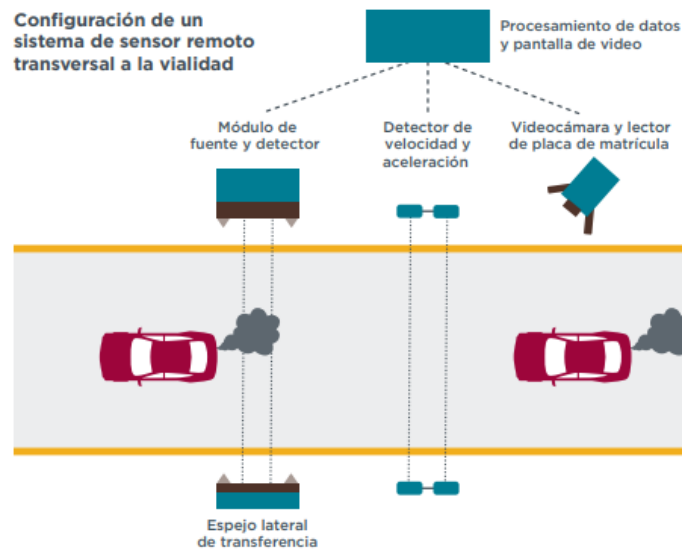 Configuración de un
sistema de sensor remoto
transversal a la vialidad
Procesamiento de datos
y pantalla de video
Módulo de
fuente y detector
Detector de
velocidad y
aceleración
Videocámara y lector
de placa de matrícula
Espejo lateral
de transferencia